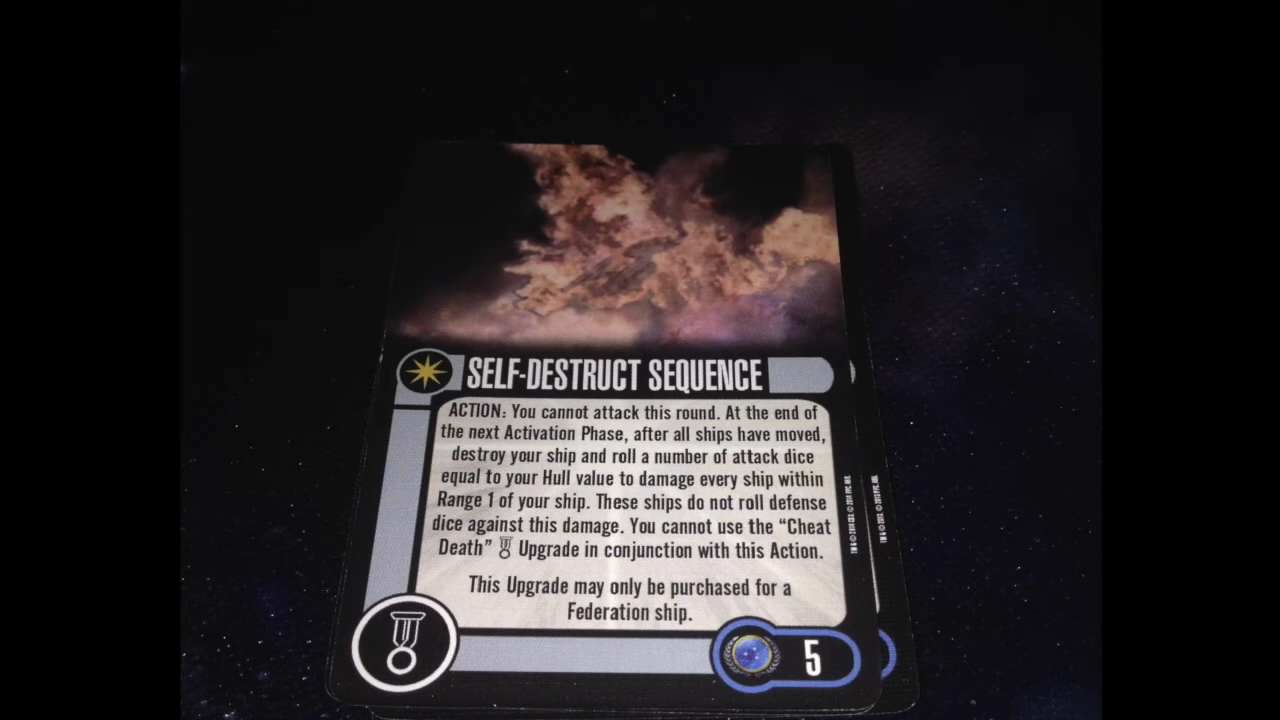 SELF-DESTRUCT SEQUENCE
ACTION: You cannot attack this round. At the end of
the next Activation Phase, after all ships have moved,
destroy your ship and roll a number of attack dice
equal to your Hull value to damage every ship within
Range 1 of your ship. These ships do not roll defense
dice against this damage. You cannot use the “Cheat
Death” Upgrade in conjunction with this Action.
This Upgrade may only be purchased for a
Federation ship.
5